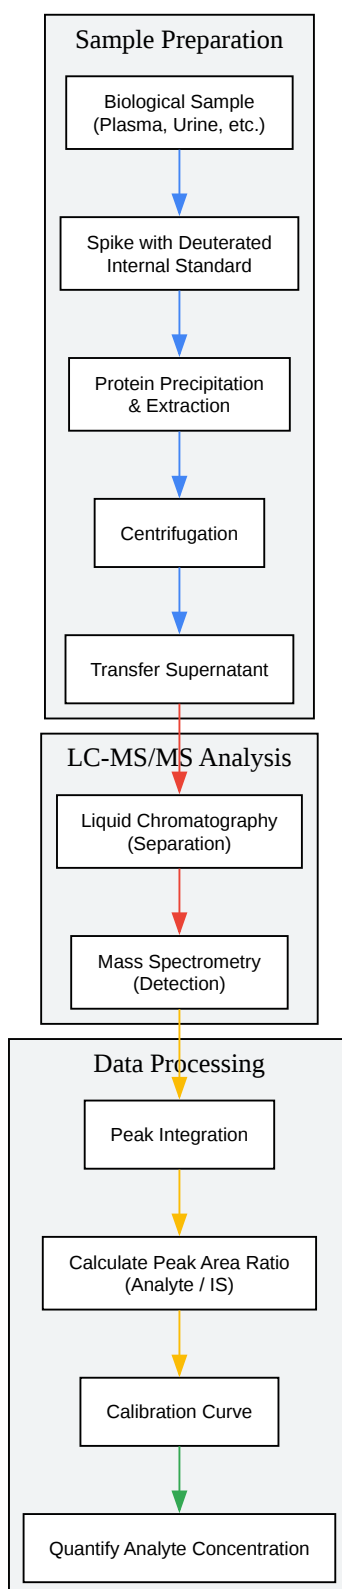 Sample Preparation
Biological Sample
(Plasma, Urine, etc.)
Spike with Deuterated
Internal Standard
Protein Precipitation
& Extraction
Centrifugation
Transfer Supernatant
LC-MS/MS Analysis
Liquid Chromatography
(Separation)
Mass Spectrometry
(Detection)
Data Processing
Peak Integration
Calculate Peak Area Ratio
(Analyte / IS)
Calibration Curve
Quantify Analyte Concentration